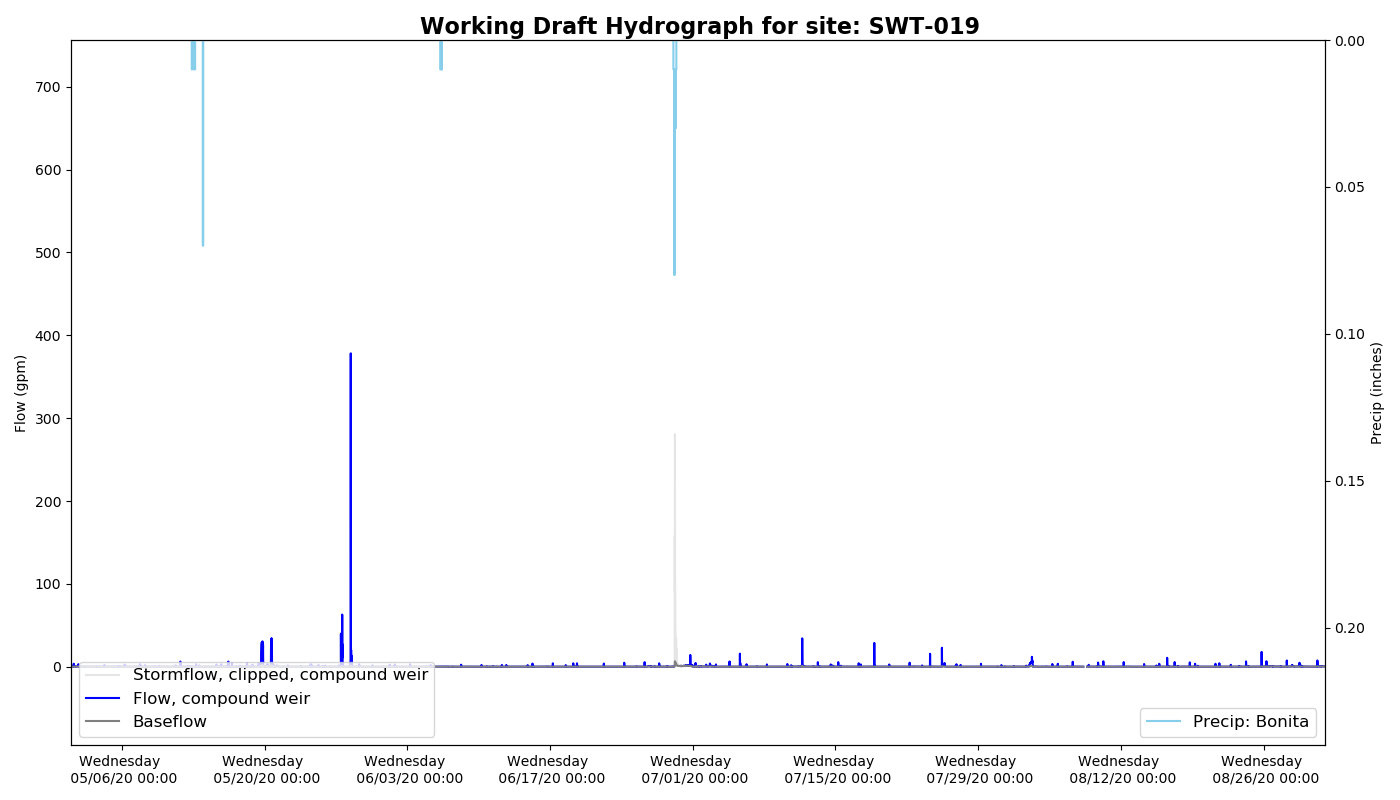 Working Draft Hydrograph for site: SWT-019
700
600
500
400
300
200
100
0
Flow (gpm)
0.00
0.05
0.10
0.15
0.20
Precip (inches)
Stormflow, clipped, compound weir
Flow, compound weir
Baseflow
Precip: Bonita
Wednesday
05/06/20 00:00
Wednesday
05/20/20 00:00
Wednesday
06/03/20 00:00
Wednesday
06/17/20 00:00
Wednesday
07/01/20 00:00
Wednesday
07/15/20 00:00
Wednesday
07/29/20 00:00
Wednesday
08/12/20 00:00
Wednesday
08/26/20 00:00